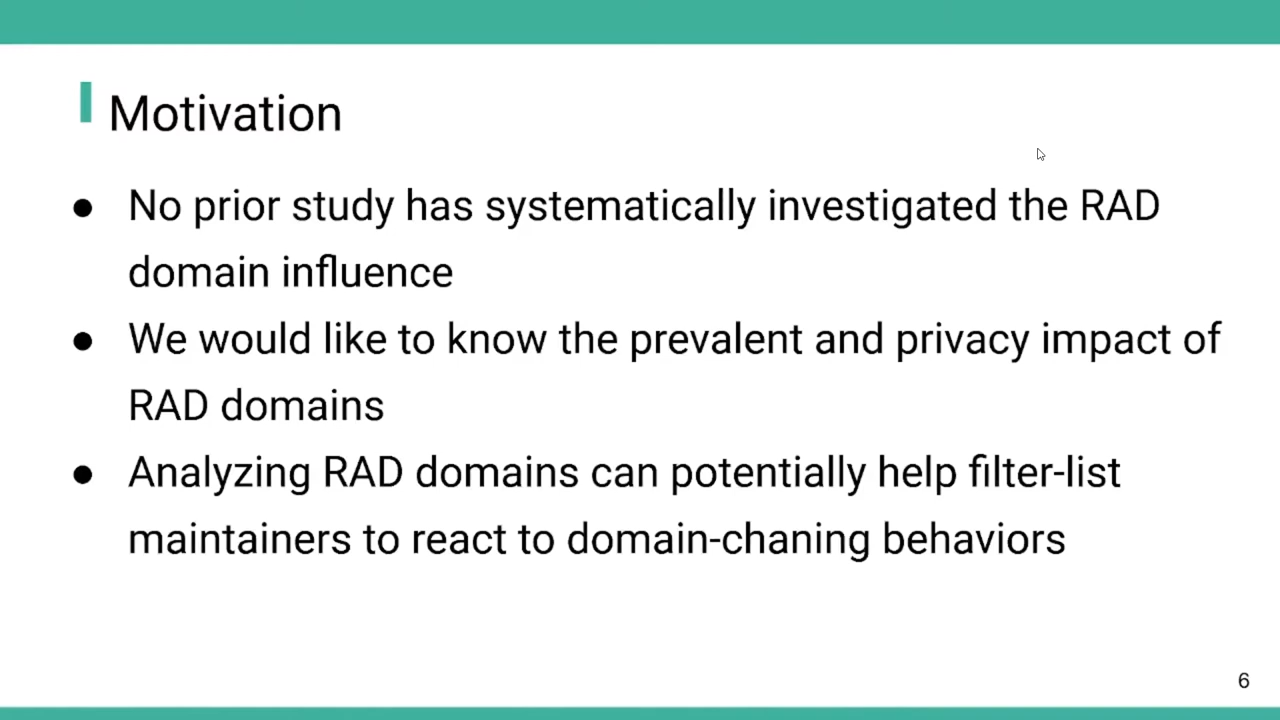 Motivation
● No prior study has systematically investigated the RAD
domain influence
● We would like to know the prevalent and privacy impact of
RAD domains
● Analyzing RAD domains can potentially help filter-list
maintainers to react to domain-chaning behaviors
6